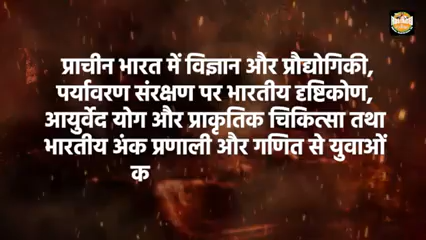 प्राचीन भारत में विज्ञान और प्रौद्योगिकी,
पर्यावरण संरक्षण पर भारतीय दृष्टिकोण,
आयुर्वेद योग और प्राकृतिक चिकित्सा तथा
भारतीय अंक प्रणाली और गणित से युवाओं
क